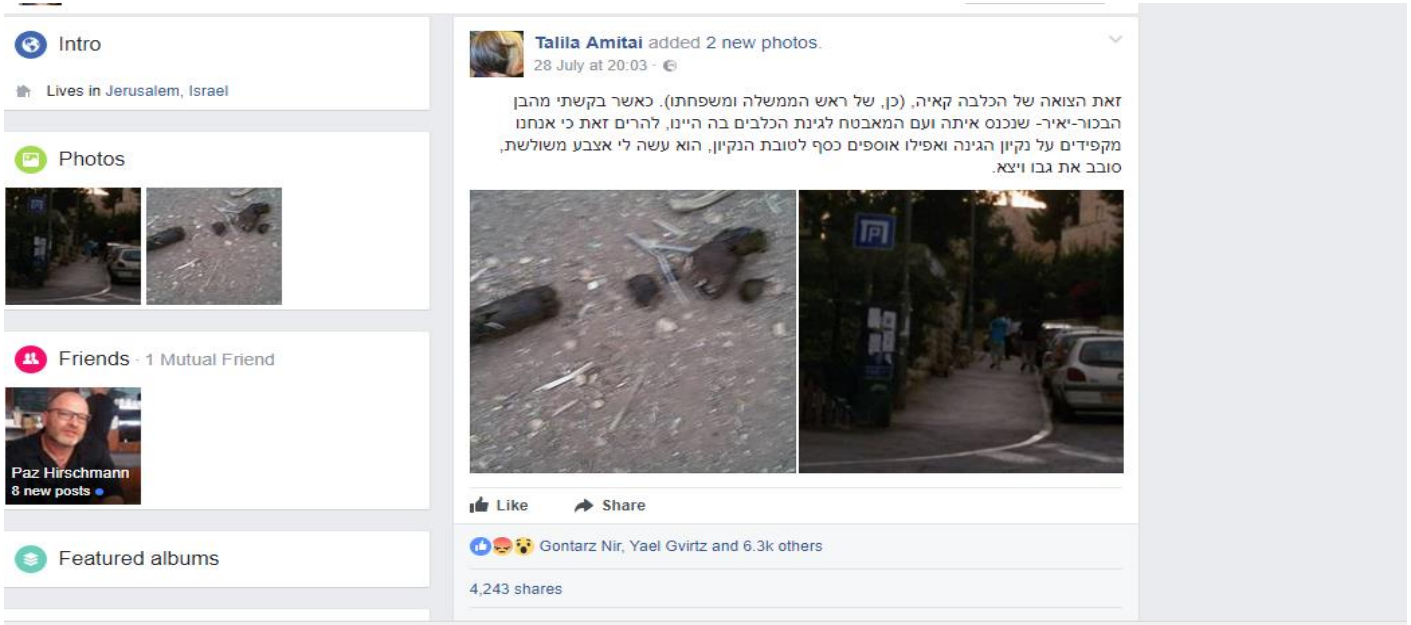 Intro
Lives in Jerusalem, Israel
Photos
Friends · 1 Mutual Friend
Paz Hirschmann
8 new posts
Featured albums
Talila Amitai added 2 new photos.
28 July at 20:03 ·
זאת הצואה של הכלבה קאיה, (כן, של ראש הממשלה ומשפחתו). כאשר בקשתי מהבן
הבכור-יאיר- שנכנס איתה ועם המאבטח לגינת הכלבים בה היינו, להרים זאת כי אנחנו
מקפידים על נקיון הגינה ואפילו אוספים כסף לטובת הנקיון, הוא עשה לי אצבע משולשת,
סובב את גבו ויצא.
P
Like
Share
Gontarz Nir, Yael Gvirtz and 6.3k others
4,243 shares